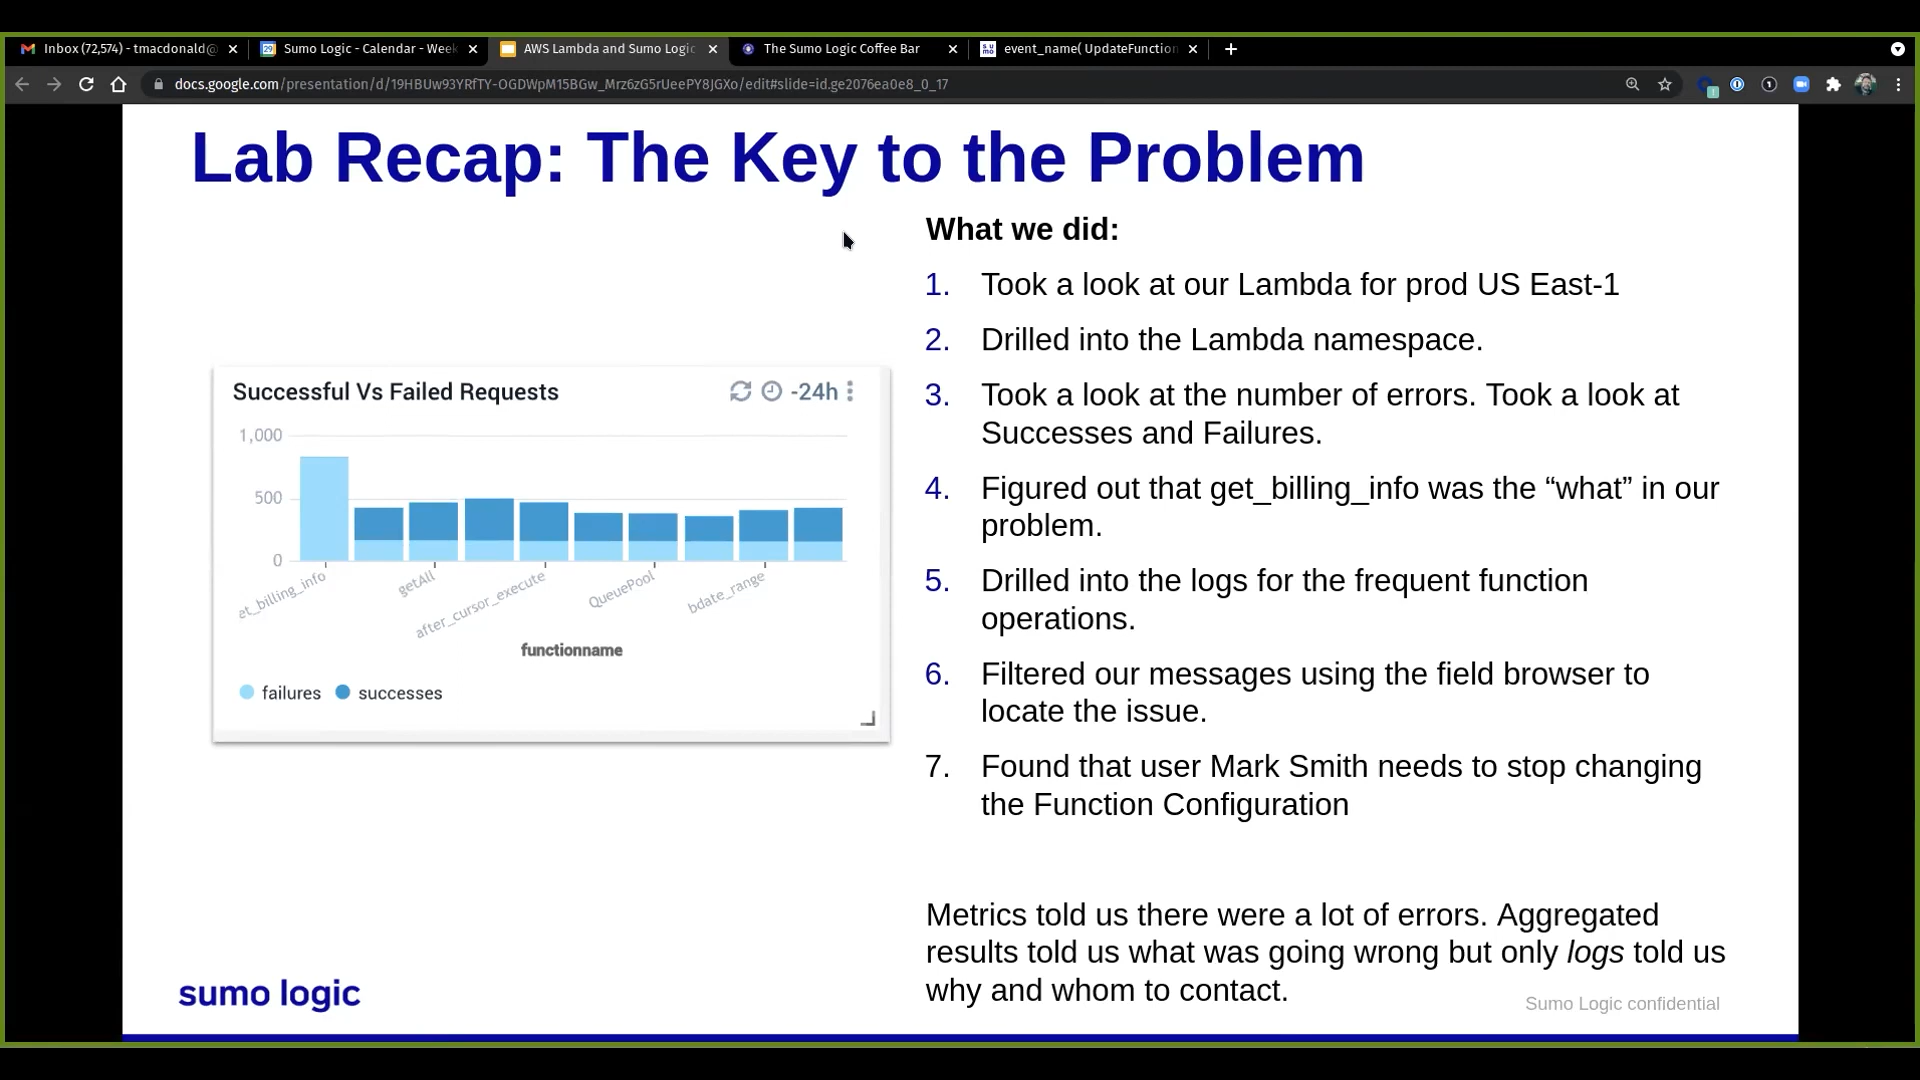 Inbox (72,574) - tmacdonald@
Sumo Logic - Calendar - Week
AWS Lambda and Sumo Logic
The Sumo Logic Coffee Bar
event_name( UpdateFunction
docs.google.com/presentation/d/19HBUw93YRfTY-OGDWpM15BGw_Mrz6zG5rUeePY8JGXo/edit#slide=id.ge2076ea0e8_0_17
Lab Recap: The Key to the Problem
What we did:
1. Took a look at our Lambda for prod US East-1
2. Drilled into the Lambda namespace.
3. Took a look at the number of errors. Took a look at
Successes and Failures.
4. Figured out that get_billing_info was the “what” in our
problem.
5. Drilled into the logs for the frequent function
operations.
6. Filtered our messages using the field browser to
locate the issue.
7. Found that user Mark Smith needs to stop changing
the Function Configuration
Metrics told us there were a lot of errors. Aggregated
results told us what was going wrong but only logs told us
why and whom to contact.
Successful Vs Failed Requests
-24h
1,000
500
0
et_billing_info
getAll
after_cursor_execute
QueuePool
bdate_range
functionname
failures
successes
sumo logic
Sumo Logic confidential